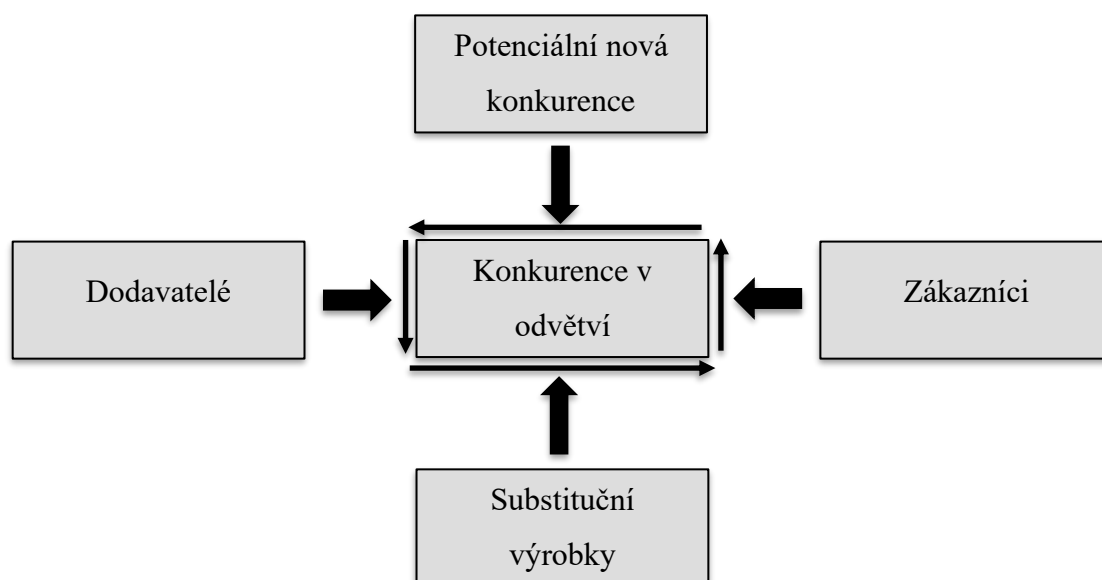 Potenciální nová
konkurence
Dodavatelé
Konkurence v
odvětví
Zákazníci
Substituční
výrobky